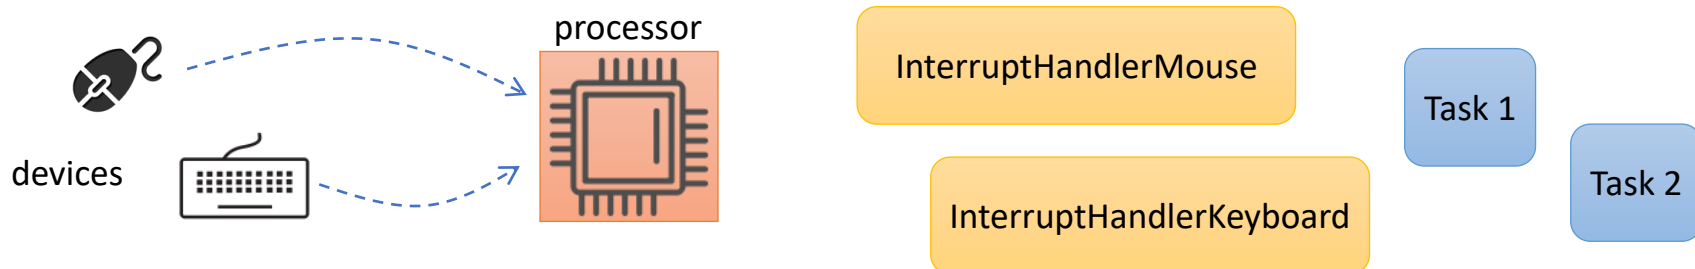 processor
devices
InterruptHandlerMouse
InterruptHandlerKeyboard
Task 1
Task 2